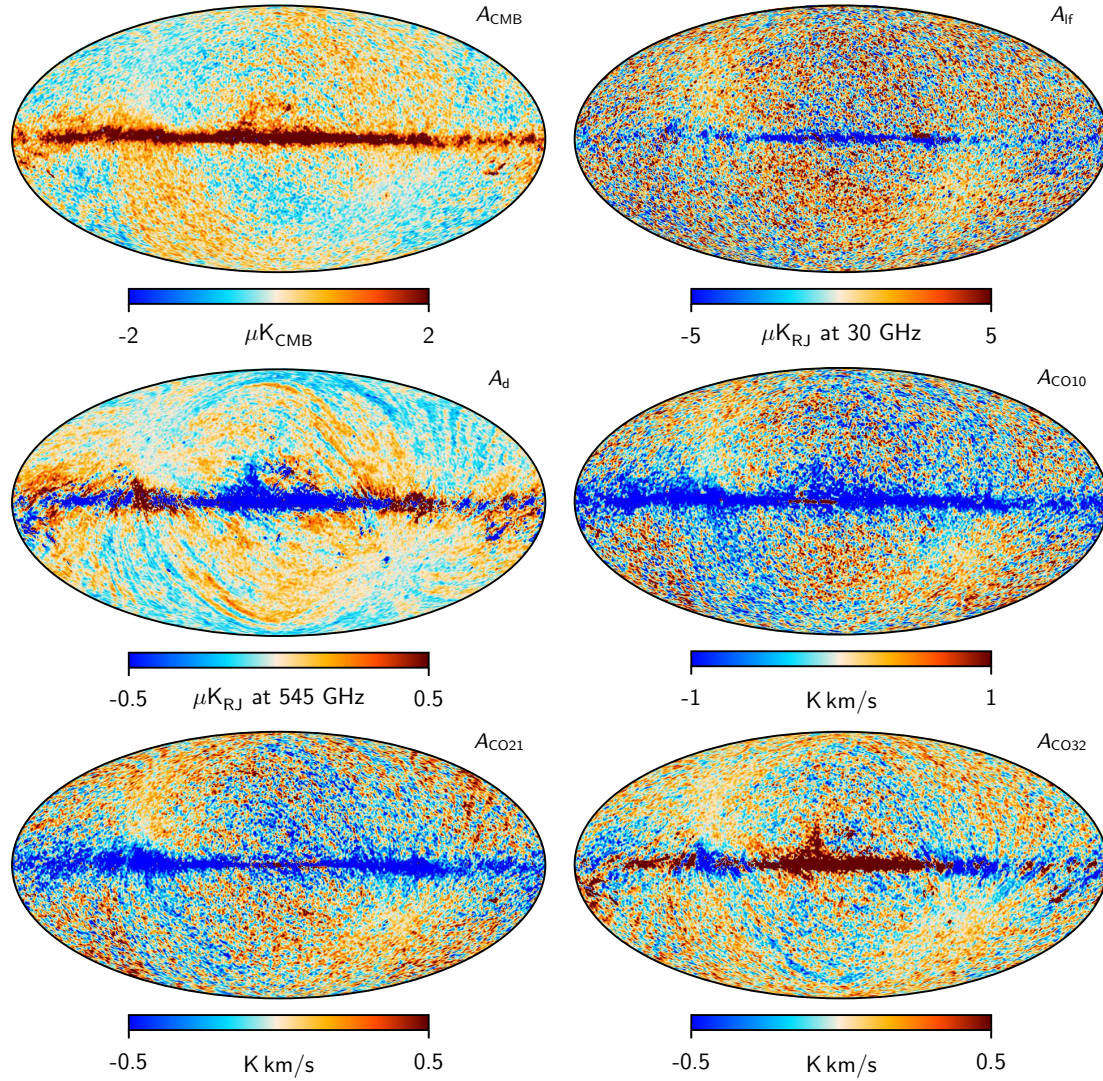 A_CMB A_lf
-2 μK_CMB 2 -5 μK_RJ at 30 GHz 5
A_d A_CO10
-0.5 μK_RJ at 545 GHz 0.5 -1 K km/s 1
A_CO21 A_CO32
-0.5 K km/s 0.5 -0.5 K km/s 0.5